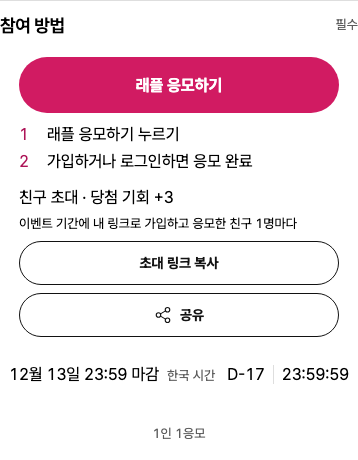 참여 방법 필수
래플 응모하기
1 래플 응모하기 누르기
2 가입하거나 로그인하면 응모 완료
친구 초대 · 당첨 기회 +3
이벤트 기간에 내 링크로 가입하고 응모한 친구 1명마다
초대 링크 복사
공유
12월 13일 23:59 마감 한국 시간 D-17 23:59:59
1인 1응모